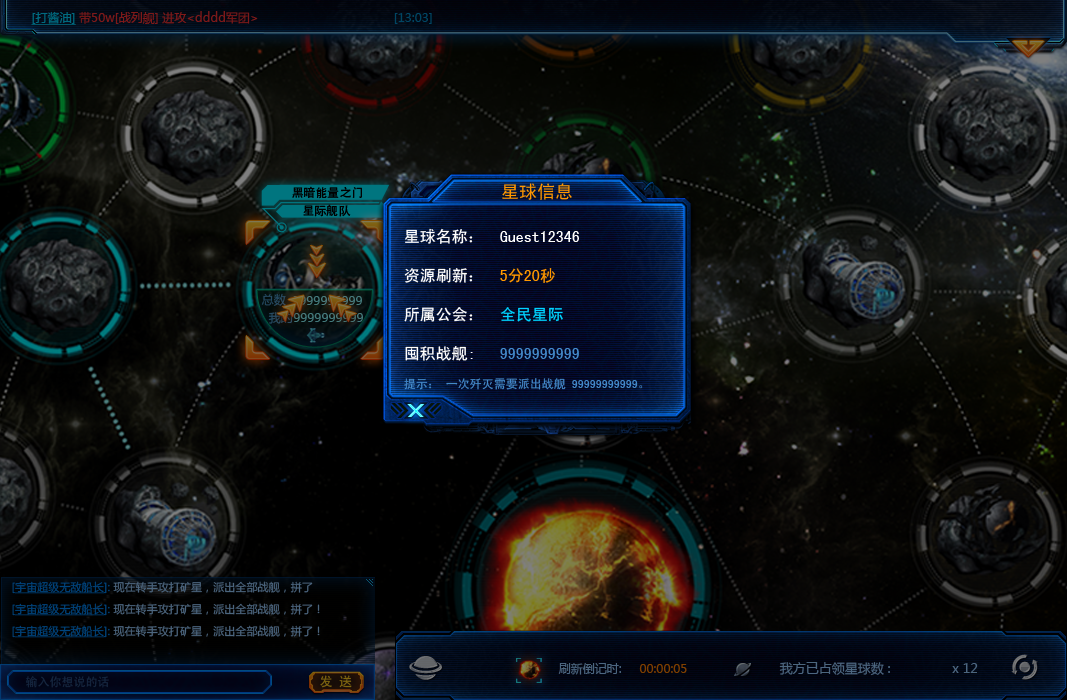 [打酱油] 带50w[战列舰] 进攻<dddd军团> [13:03]
黑暗能量之门
星际舰队
星球信息
星球名称： Guest12346
资源刷新： 5分20秒
所属公会： 全民星际
囤积战舰： 9999999999
提示： 一次歼灭需要派出战舰 99999999999。
[宇宙超级无敌船长]: 现在转手攻打矿星，派出全部战舰，拼了
[宇宙超级无敌船长]: 现在转手攻打矿星，派出全部战舰，拼了！
[宇宙超级无敌船长]: 现在转手攻打矿星，派出全部战舰，拼了！
输入你想说的话 发 送
刷新倒记时: 00:00:05 我方已占领星球数： x 12